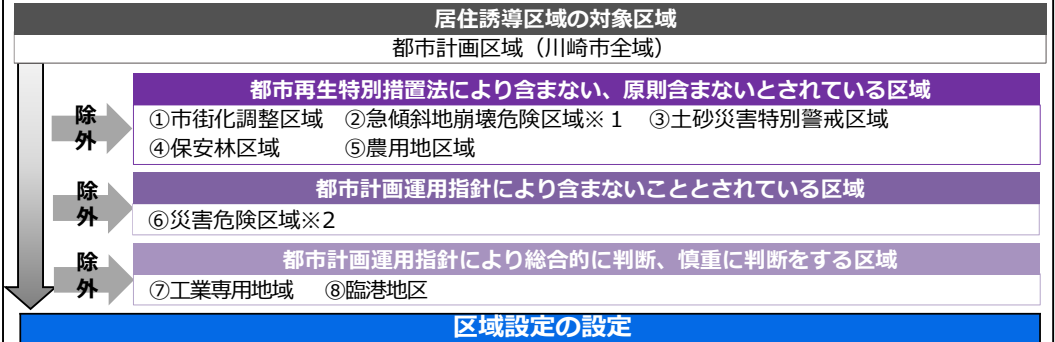 居住誘導区域の対象区域
都市計画区域（川崎市全域）
都市再生特別措置法により含まない、原則含まないとされている区域
除外
①市街化調整区域　②急傾斜地崩壊危険区域※１　③土砂災害特別警戒区域
④保安林区域　⑤農用地区域
都市計画運用指針により含まないこととされている区域
除外
⑥災害危険区域※2
都市計画運用指針により総合的に判断、慎重に判断をする区域
除外
⑦工業専用地域　⑧臨港地区
区域設定の設定